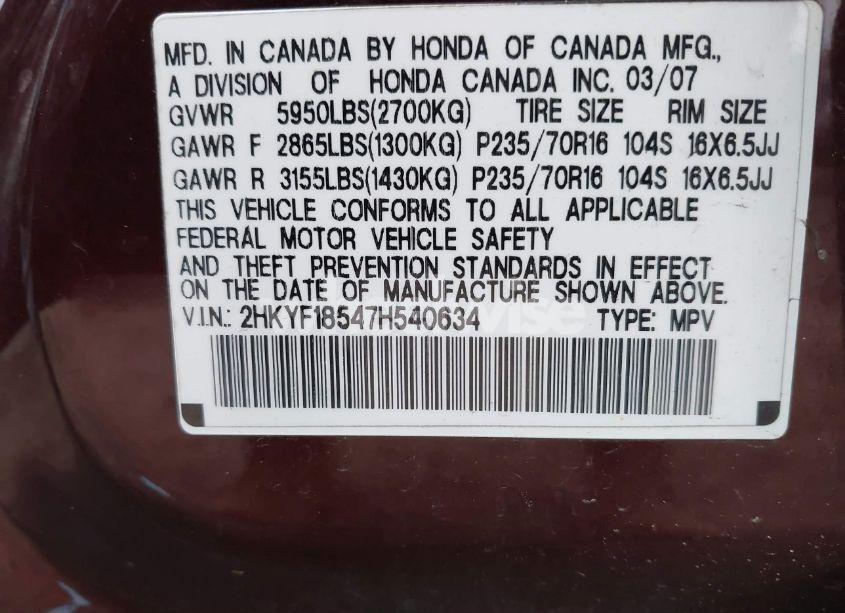 MFD. IN CANADA BY HONDA OF CANADA MFG.,
A DIVISION OF HONDA CANADA INC. 03/07
GVWR 5950LBS(2700KG) TIRE SIZE RIM SIZE
GAWR F 2865LBS(1300KG) P235/70R16 104S 16X6.5JJ
GAWR R 3155LBS(1430KG) P235/70R16 104S 16X6.5JJ
THIS VEHICLE CONFORMS TO ALL APPLICABLE
FEDERAL MOTOR VEHICLE SAFETY
AND THEFT PREVENTION STANDARDS IN EFFECT
ON THE DATE OF MANUFACTURE SHOWN ABOVE.
V.I.N.: 2HKYF18547H540634 TYPE: MPV